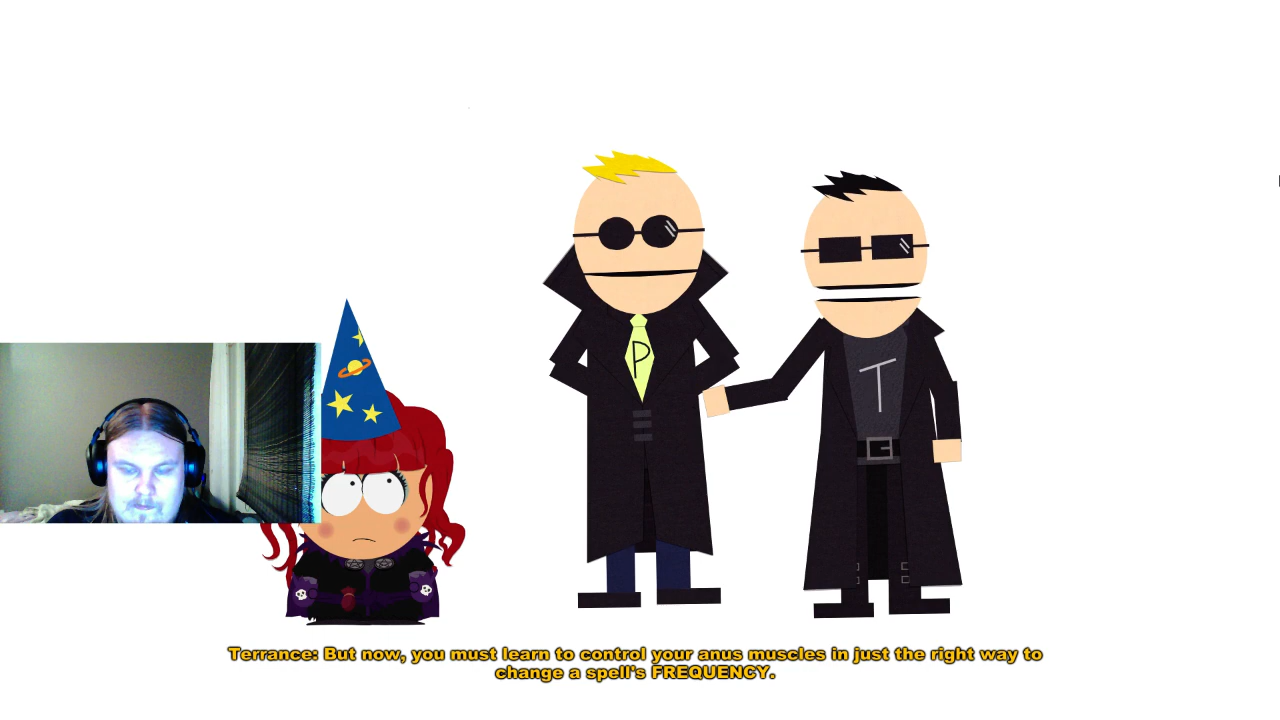 P
T
Terrance: But now, you must learn to control your anus muscles in just the right way to
change a spell's FREQUENCY.